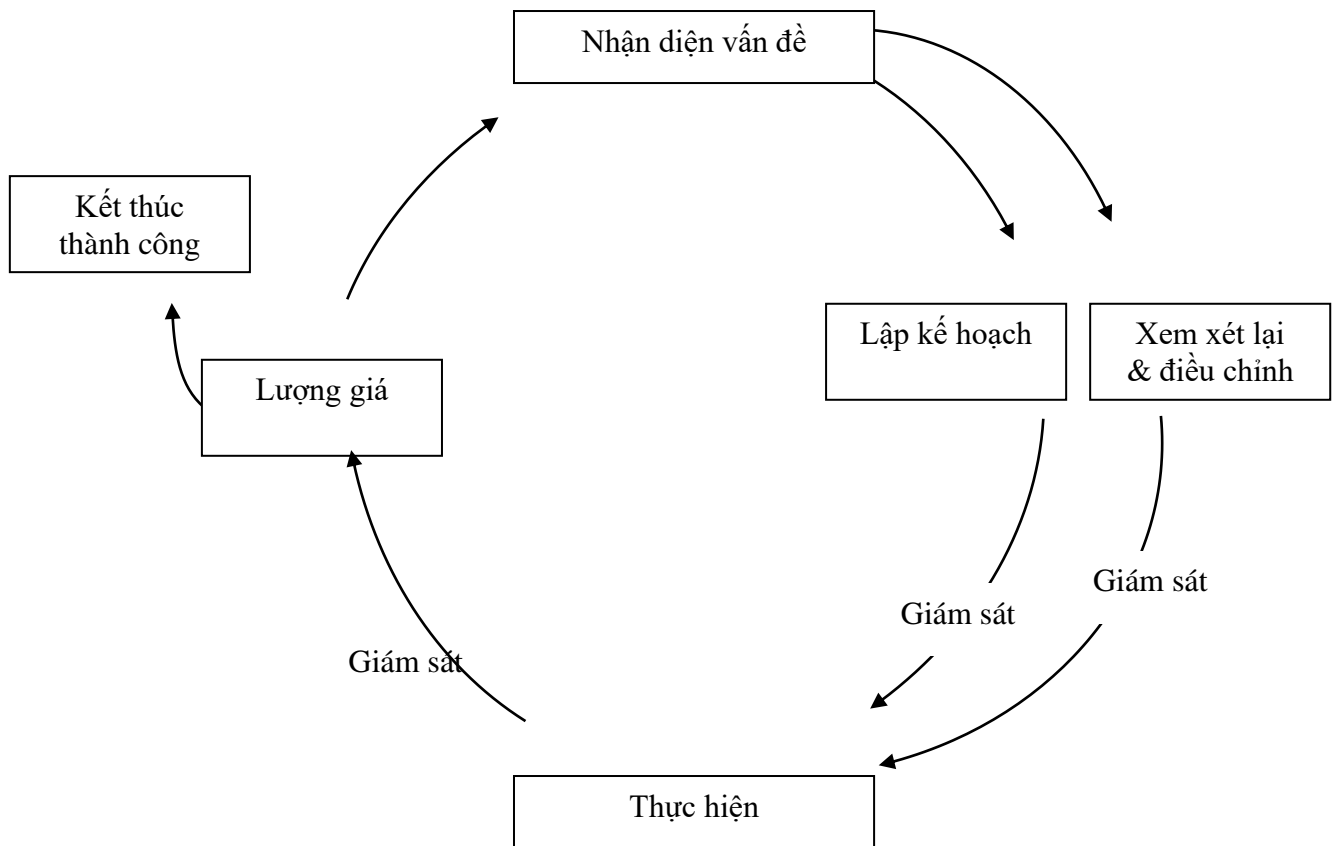 Nhận diện vấn đề
Kết thúc
thành công
Lập kế hoạch
Xem xét lại
& điều chỉnh
Lượng giá
Giám sát
Giám sát
Giám sát
Thực hiện